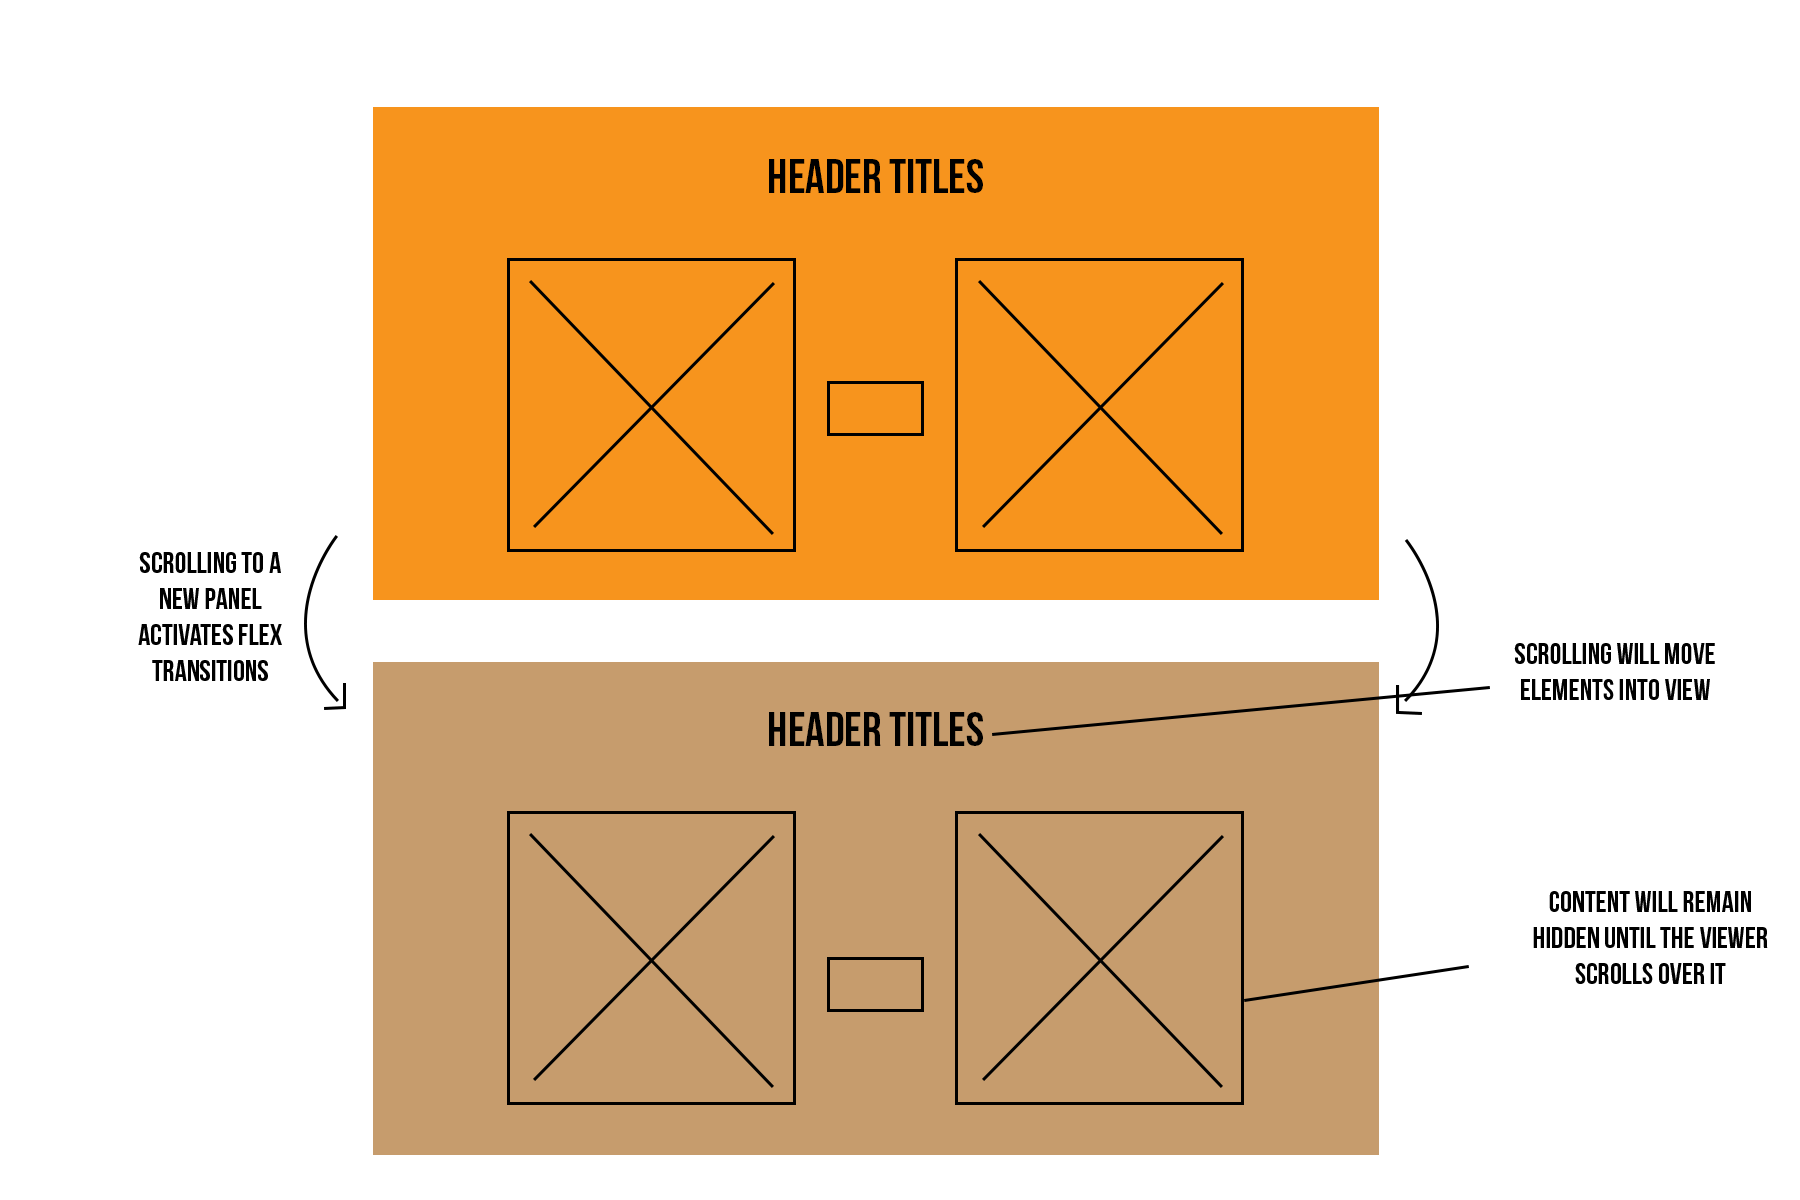 HEADER TITLES
SCROLLING TO A
NEW PANEL
ACTIVATES FLEX
TRANSITIONS
SCROLLING WILL MOVE
ELEMENTS INTO VIEW
HEADER TITLES
CONTENT WILL REMAIN
HIDDEN UNTIL THE VIEWER
SCROLLS OVER IT